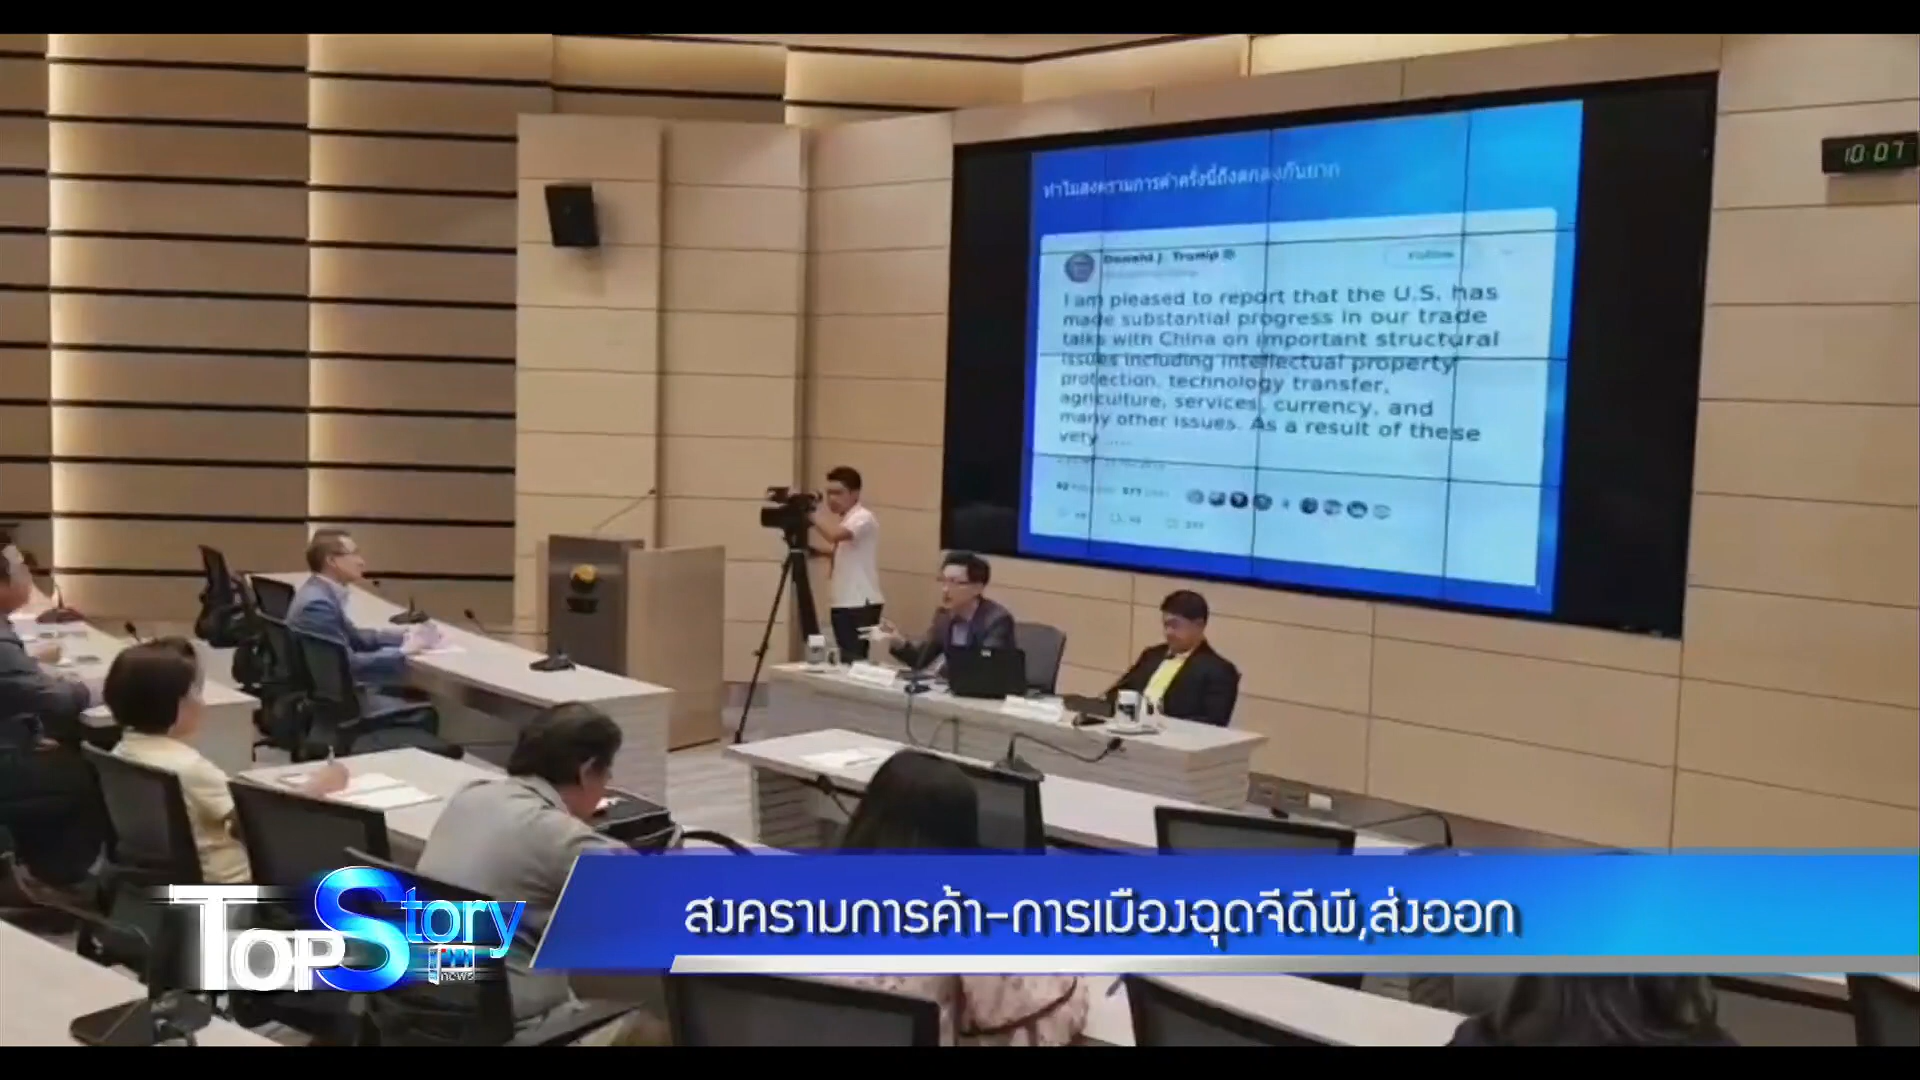 10:07
ทำไมสงครามการค้าครั้งนี้ถึงตกลงกันยาก
Donald J. Trump
Follow
I am pleased to report that the U.S. has
made substantial progress in our trade
talks with China on important structural
issues including intellectual property
protection, technology transfer,
agriculture, services, currency, and
many other issues. As a result of these
very .....
TOP Story
news
สงครามการค้า-การเมืองฉุดจีดีพี,ส่งออก